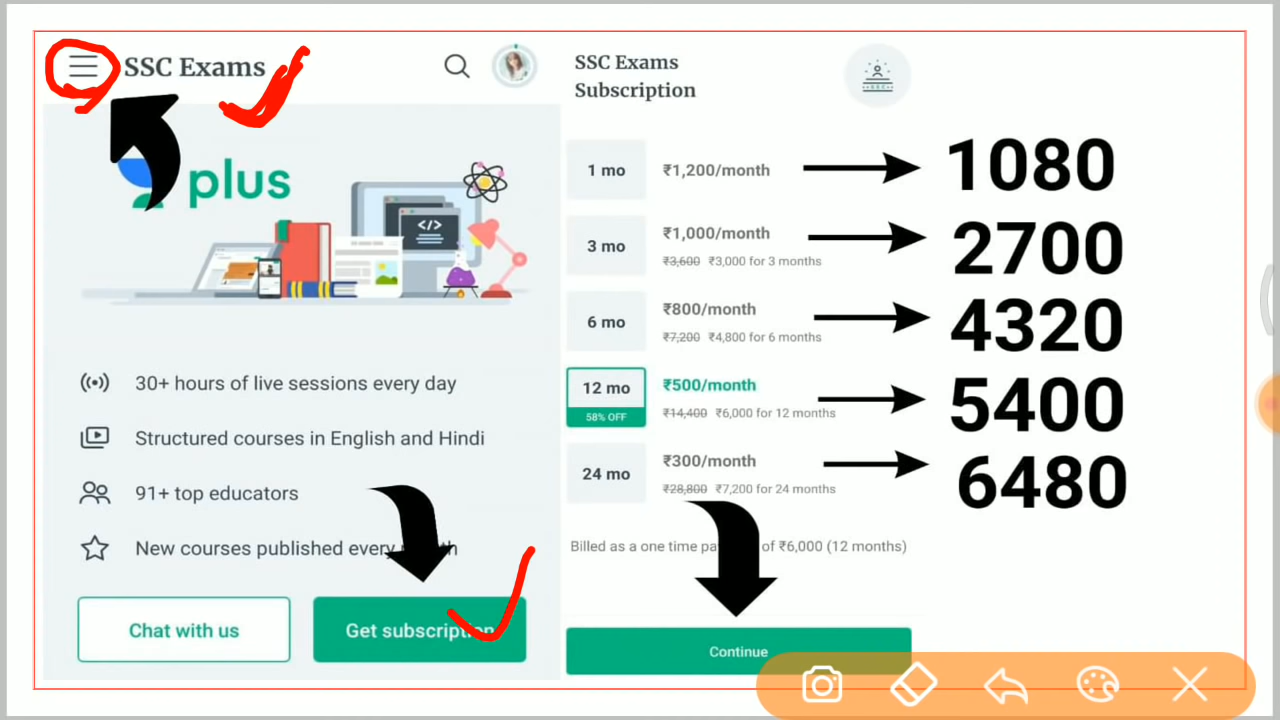 SSC Exams
plus
</>
30+ hours of live sessions every day
Structured courses in English and Hindi
91+ top educators
New courses published every month
Chat with us
Get subscription
SSC Exams
Subscription
1 mo ₹1,200/month 1080
3 mo ₹1,000/month 2700
₹3,600 ₹3,000 for 3 months
6 mo ₹800/month 4320
₹7,200 ₹4,800 for 6 months
12 mo ₹500/month 5400
58% OFF ₹14,400 ₹6,000 for 12 months
24 mo ₹300/month 6480
₹28,800 ₹7,200 for 24 months
Billed as a one time of ₹6,000 (12 months)
Continue